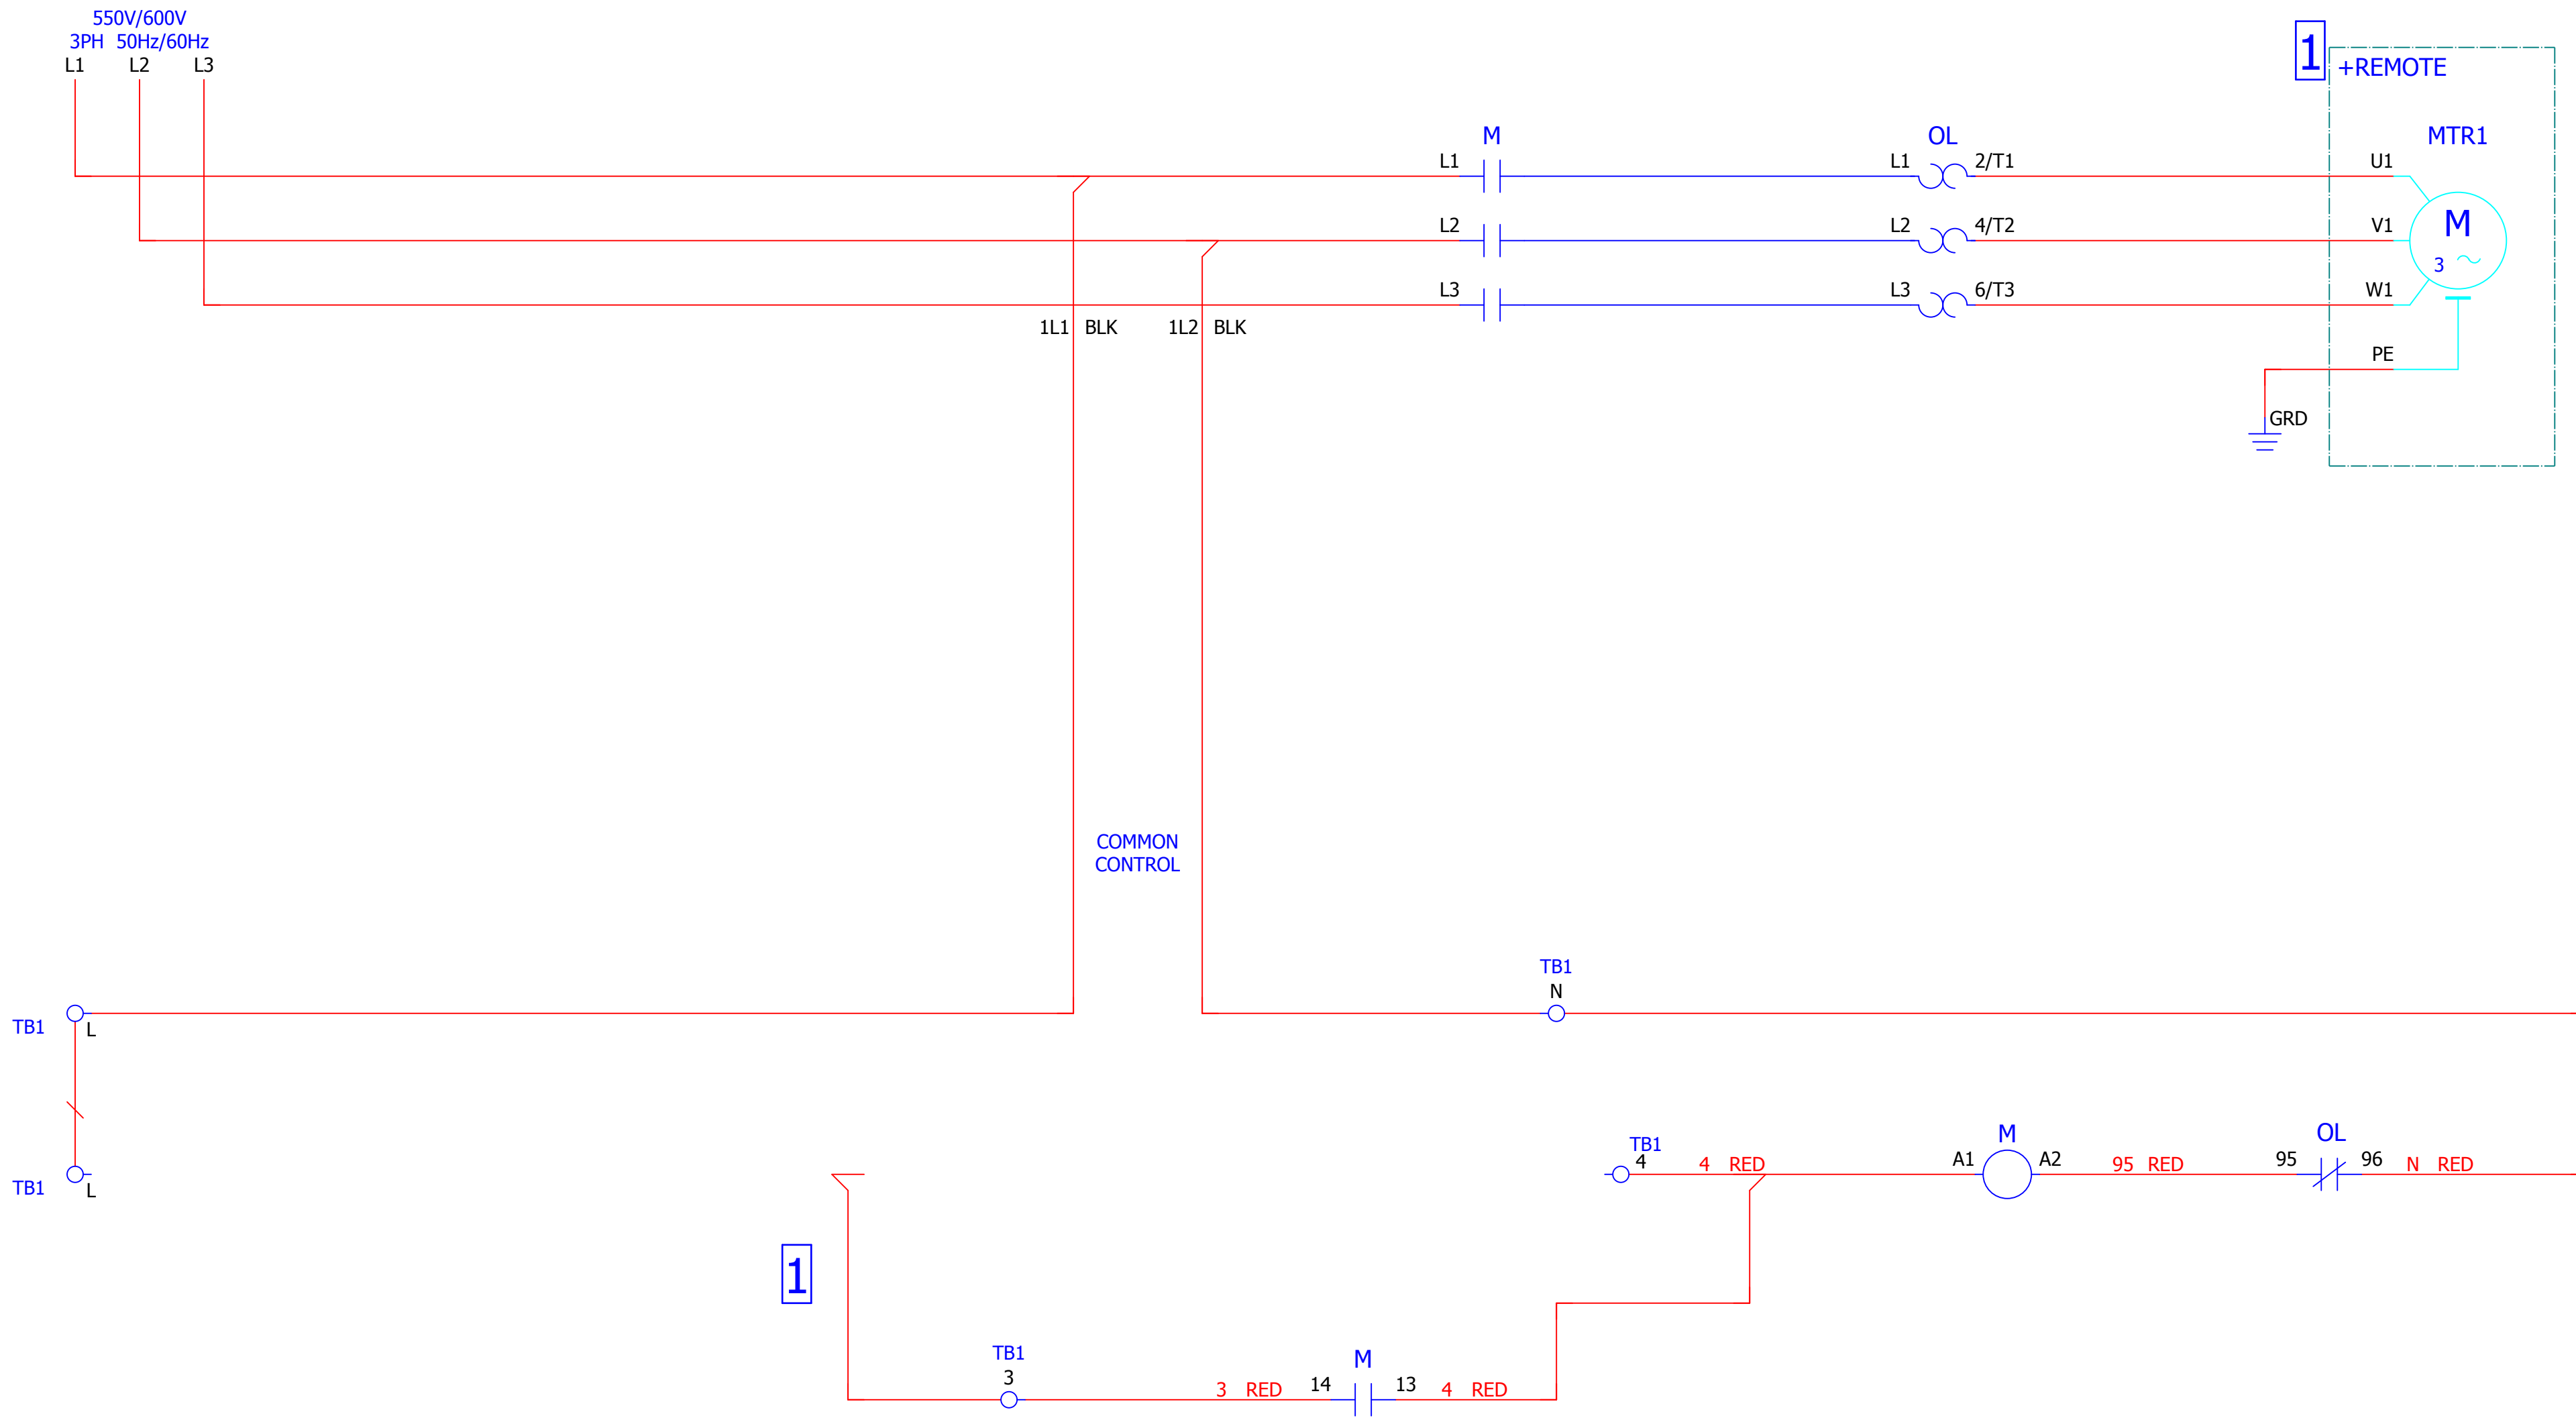 550V/600V
3PH 50Hz/60Hz
L1 L2 L3
1
+REMOTE
M OL MTR1
L1 L1 2/T1 U1
L2 L2 4/T2 V1
M
3
L3 L3 6/T3 W1
1L1 BLK 1L2 BLK
PE
GRD
COMMON
CONTROL
TB1
N
TB1 L
TB1
4 4 RED A1 M A2 95 RED 95 OL 96 N RED
TB1 L
1
TB1
3 3 RED 14 M 13 4 RED